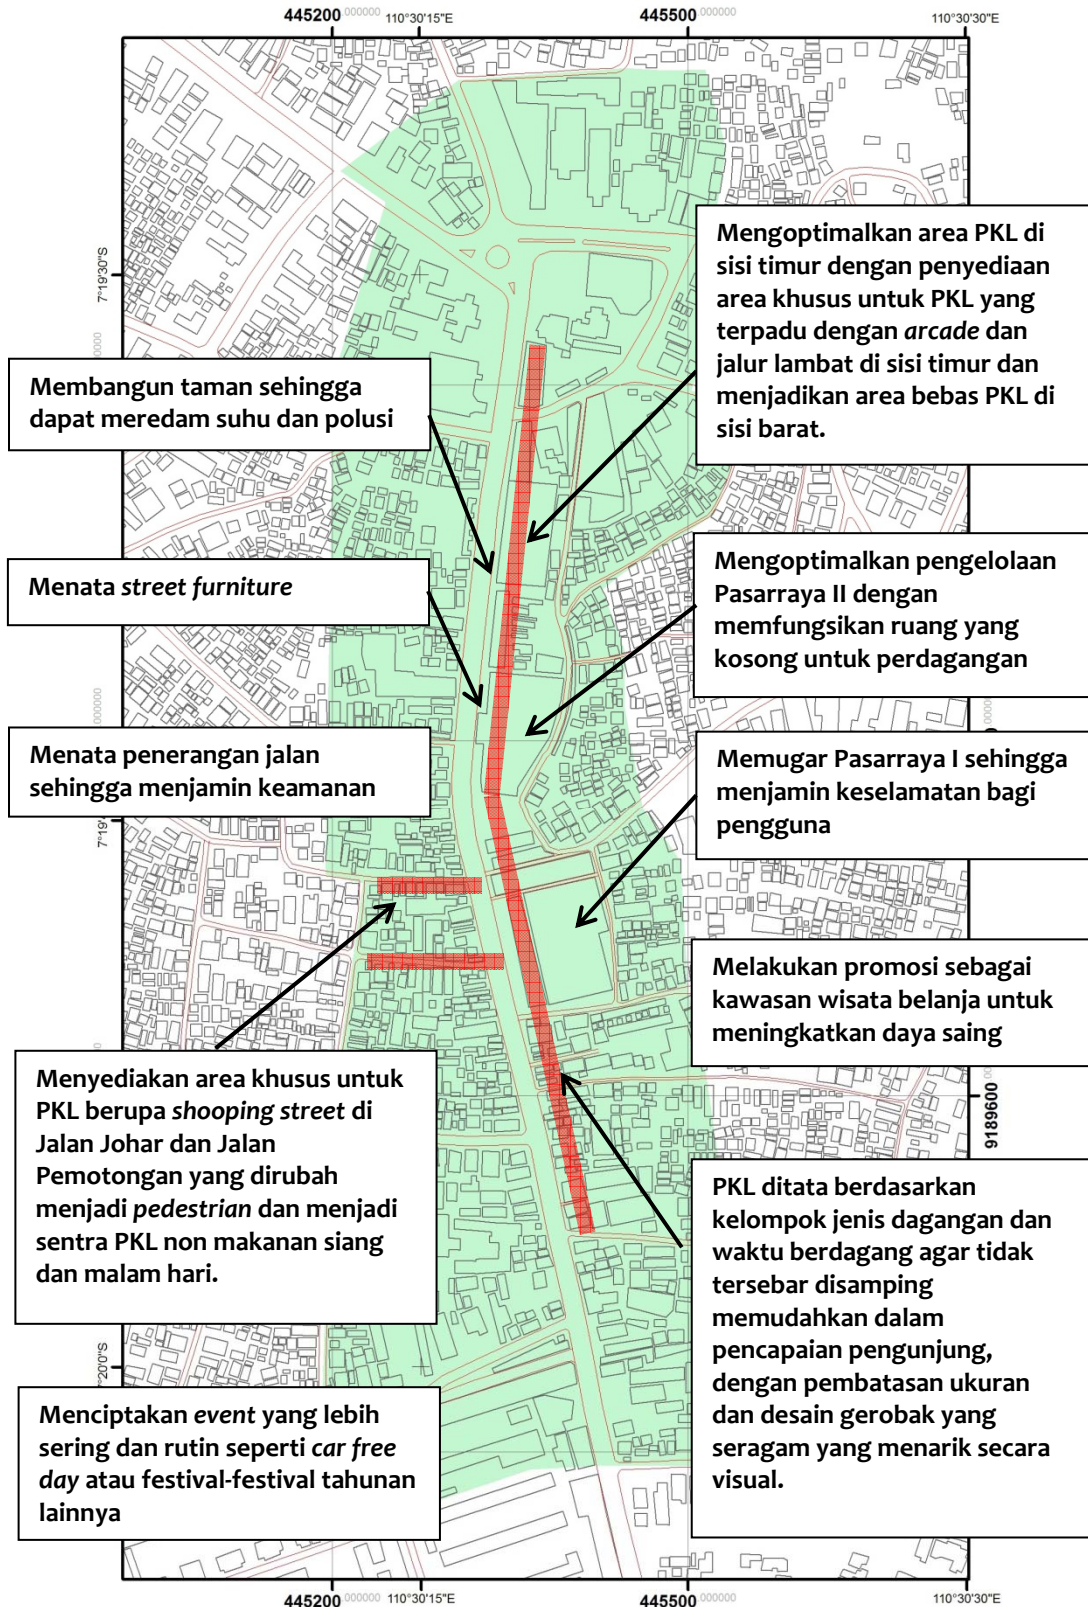 445200.000000 110°30'15"E 445500.000000 110°30'30"E
7°19'30"S
Mengoptimalkan area PKL di
sisi timur dengan penyediaan
area khusus untuk PKL yang
terpadu dengan arcade dan
jalur lambat di sisi timur dan
menjadikan area bebas PKL di
sisi barat.
Membangun taman sehingga
dapat meredam suhu dan polusi
Menata street furniture
Mengoptimalkan pengelolaan
Pasarraya II dengan
memfungsikan ruang yang
kosong untuk perdagangan
Menata penerangan jalan
sehingga menjamin keamanan
Memugar Pasarraya I sehingga
menjamin keselamatan bagi
pengguna
7°19'
Melakukan promosi sebagai
kawasan wisata belanja untuk
meningkatkan daya saing
Menyediakan area khusus untuk
PKL berupa shooping street di
Jalan Johar dan Jalan
Pemotongan yang dirubah
menjadi pedestrian dan menjadi
sentra PKL non makanan siang
dan malam hari.
9189600
PKL ditata berdasarkan
kelompok jenis dagangan dan
waktu berdagang agar tidak
tersebar disamping
memudahkan dalam
pencapaian pengunjung,
dengan pembatasan ukuran
dan desain gerobak yang
seragam yang menarik secara
visual.
°20'0"S
Menciptakan event yang lebih
sering dan rutin seperti car free
day atau festival-festival tahunan
lainnya
445200.000000 110°30'15"E 445500.000000 110°30'30"E